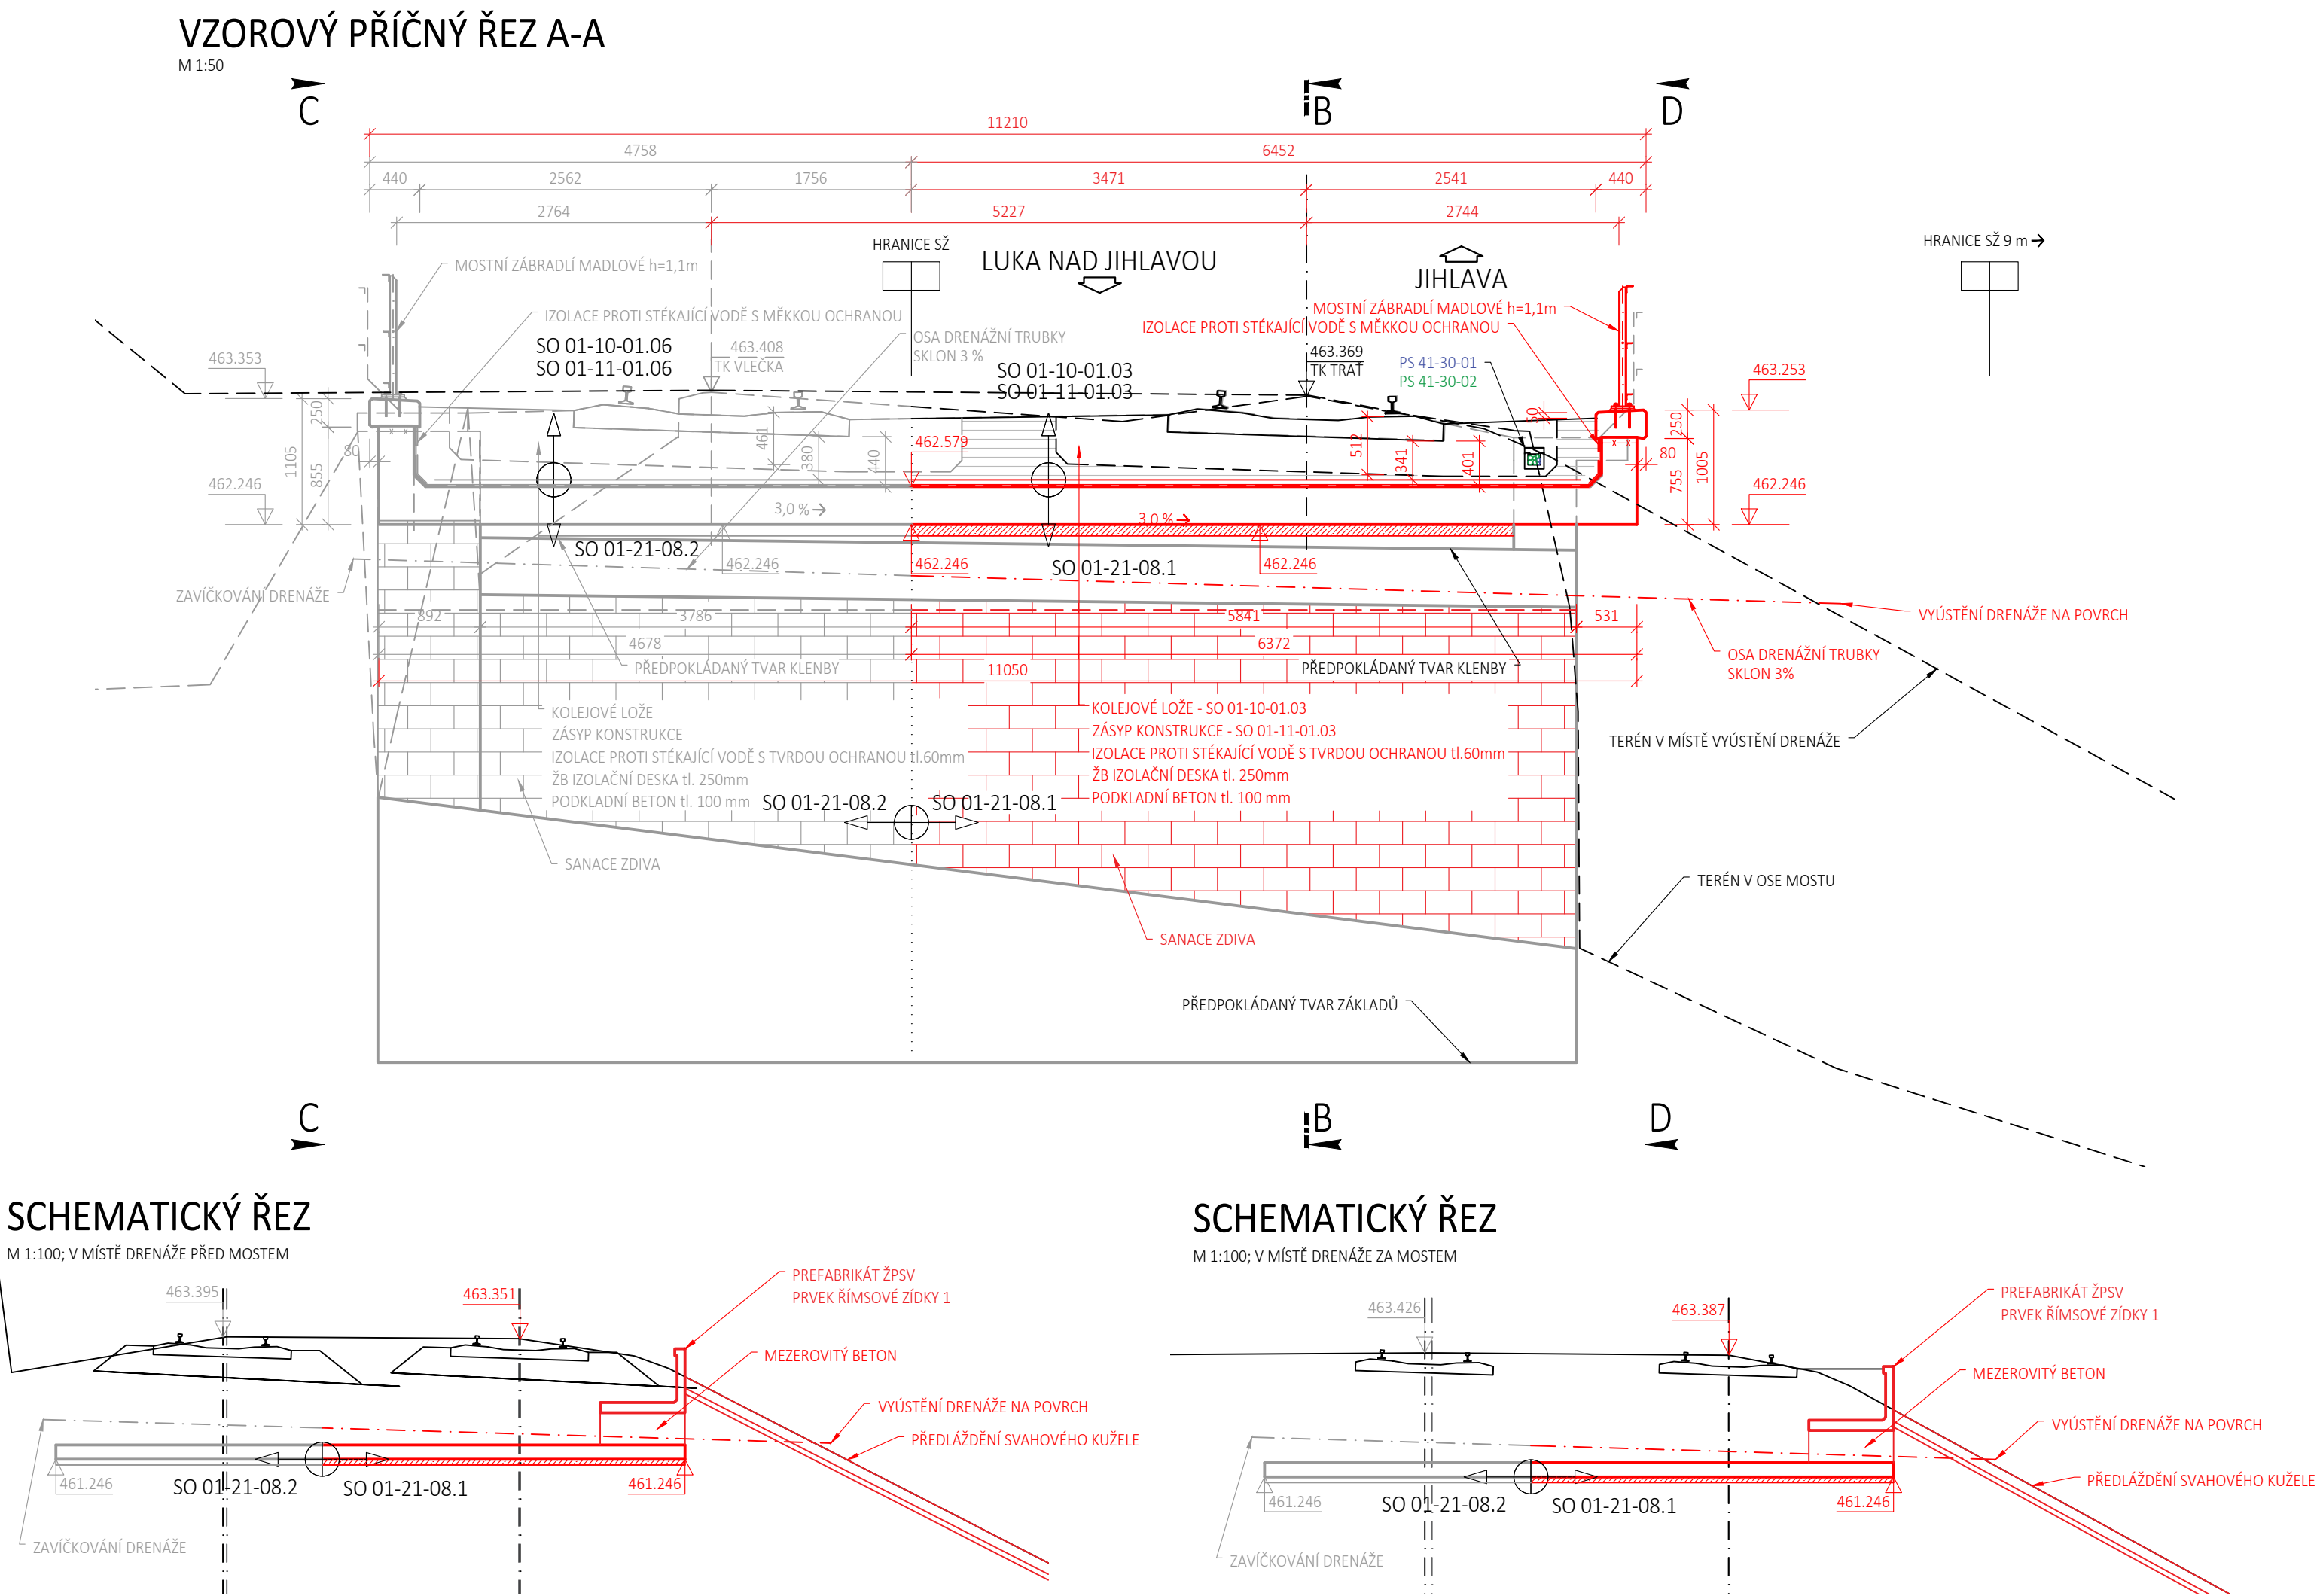 VZOROVÝ PŘÍČNÝ ŘEZ A-A
M 1:50
C
B
D
11210
4758
6452
440
2562
1756
3471
2541
440
2764
5227
2744
HRANICE SŽ
HRANICE SŽ 9 m
LUKA NAD JIHLAVOU
JIHLAVA
MOSTNÍ ZÁBRADLÍ MADLOVÉ h=1,1m
MOSTNÍ ZÁBRADLÍ MADLOVÉ h=1,1m
IZOLACE PROTI STÉKAJÍCÍ VODĚ S MĚKKOU OCHRANOU
IZOLACE PROTI STÉKAJÍCÍ VODĚ S MĚKKOU OCHRANOU
OSA DRENÁŽNÍ TRUBKY
SKLON 3 %
SO 01-10-01.06
SO 01-11-01.06
463.408
TK VLEČKA
463.369
TK TRAŤ
SO 01-10-01.03
SO 01-11-01.03
PS 41-30-01
PS 41-30-02
463.353
463.253
250
1105
855
80
461
380
440
462.579
512
341
401
50
250
80
755
1005
462.246
462.246
3,0 %
3,0 %
SO 01-21-08.2
462.246
462.246
SO 01-21-08.1
462.246
ZAVÍČKOVÁNÍ DRENÁŽE
VYÚSTĚNÍ DRENÁŽE NA POVRCH
892
3786
5841
531
4678
6372
11050
PŘEDPOKLÁDANÝ TVAR KLENBY
PŘEDPOKLÁDANÝ TVAR KLENBY
OSA DRENÁŽNÍ TRUBKY
SKLON 3%
KOLEJOVÉ LOŽE
ZÁSYP KONSTRUKCE
IZOLACE PROTI STÉKAJÍCÍ VODĚ S TVRDOU OCHRANOU tl.60mm
ŽB IZOLAČNÍ DESKA tl. 250mm
PODKLADNÍ BETON tl. 100 mm
KOLEJOVÉ LOŽE - SO 01-10-01.03
ZÁSYP KONSTRUKCE - SO 01-11-01.03
IZOLACE PROTI STÉKAJÍCÍ VODĚ S TVRDOU OCHRANOU tl.60mm
ŽB IZOLAČNÍ DESKA tl. 250mm
PODKLADNÍ BETON tl. 100 mm
TERÉN V MÍSTĚ VYÚSTĚNÍ DRENÁŽE
SO 01-21-08.2
SO 01-21-08.1
SANACE ZDIVA
SANACE ZDIVA
TERÉN V OSE MOSTU
PŘEDPOKLÁDANÝ TVAR ZÁKLADŮ
C
B
D
SCHEMATICKÝ ŘEZ
M 1:100; V MÍSTĚ DRENÁŽE PŘED MOSTEM
463.395
463.351
PREFABRIKÁT ŽPSV
PRVEK ŘÍMSOVÉ ZÍDKY 1
MEZEROVITÝ BETON
VYÚSTĚNÍ DRENÁŽE NA POVRCH
PŘEDLÁŽDĚNÍ SVAHOVÉHO KUŽELE
461.246
SO 01-21-08.2
SO 01-21-08.1
461.246
ZAVÍČKOVÁNÍ DRENÁŽE
SCHEMATICKÝ ŘEZ
M 1:100; V MÍSTĚ DRENÁŽE ZA MOSTEM
463.426
463.387
PREFABRIKÁT ŽPSV
PRVEK ŘÍMSOVÉ ZÍDKY 1
MEZEROVITÝ BETON
VYÚSTĚNÍ DRENÁŽE NA POVRCH
PŘEDLÁŽDĚNÍ SVAHOVÉHO KUŽELE
461.246
SO 01-21-08.2
SO 01-21-08.1
461.246
ZAVÍČKOVÁNÍ DRENÁŽE